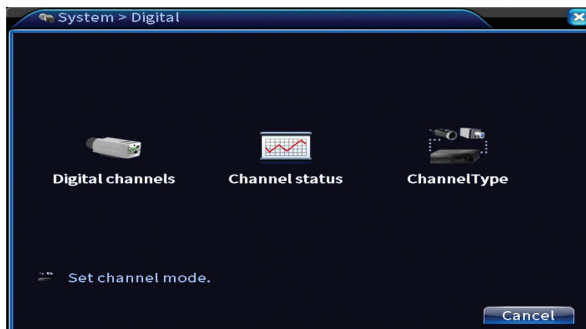 System > Digital
Digital channels
Channel status
ChannelType
Set channel mode.
Cancel